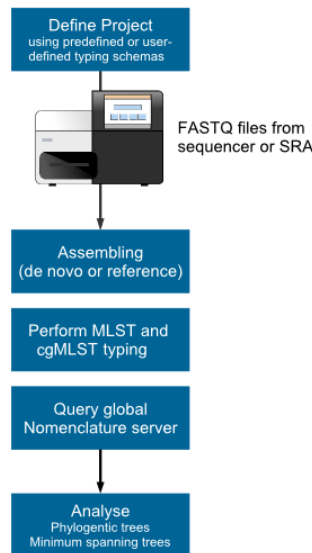 Define Project
using predefined or user-
defined typing schemas
FASTQ files from
sequencer or SRA
Assembling
(de novo or reference)
Perform MLST and
cgMLST typing
Query global
Nomenclature server
Analyse
Phylogentic trees
Minimum spanning trees